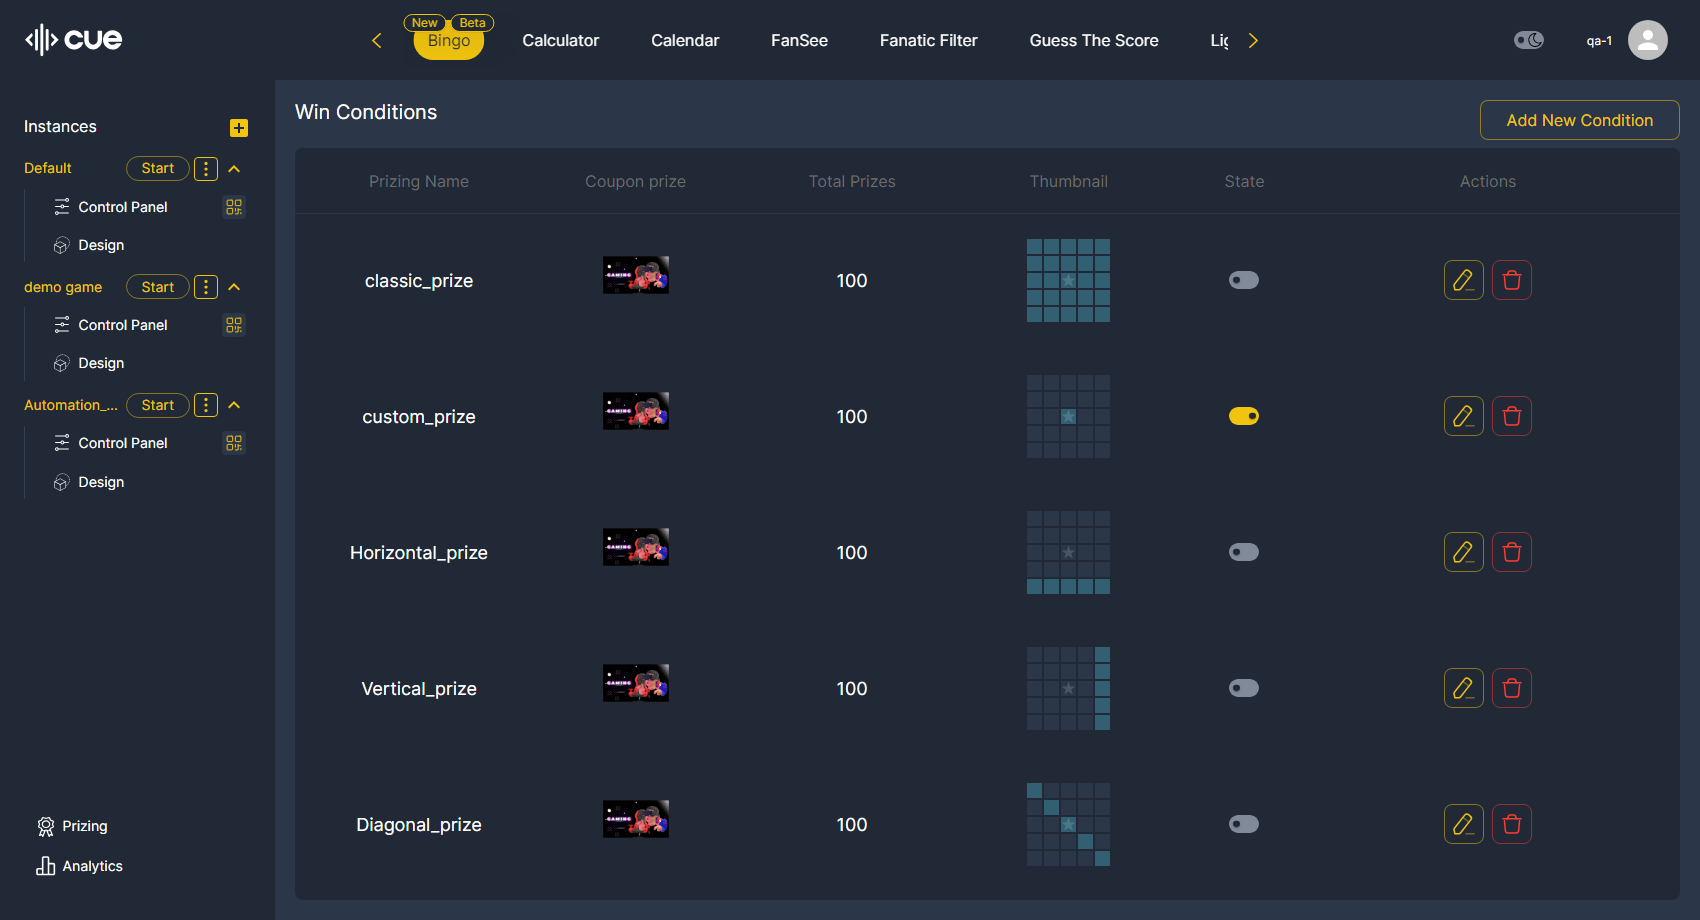 cue
New Beta
Bingo Calculator Calendar FanSee Fanatic Filter Guess The Score
qa-1
Instances
Default Start
Control Panel
Design
demo game Start
Control Panel
Design
Automation_... Start
Control Panel
Design
Prizing
Analytics
Win Conditions
Add New Condition
Prizing Name Coupon prize Total Prizes Thumbnail State Actions
classic_prize GAMING 100
custom_prize GAMING 100
Horizontal_prize GAMING 100
Vertical_prize GAMING 100
Diagonal_prize GAMING 100